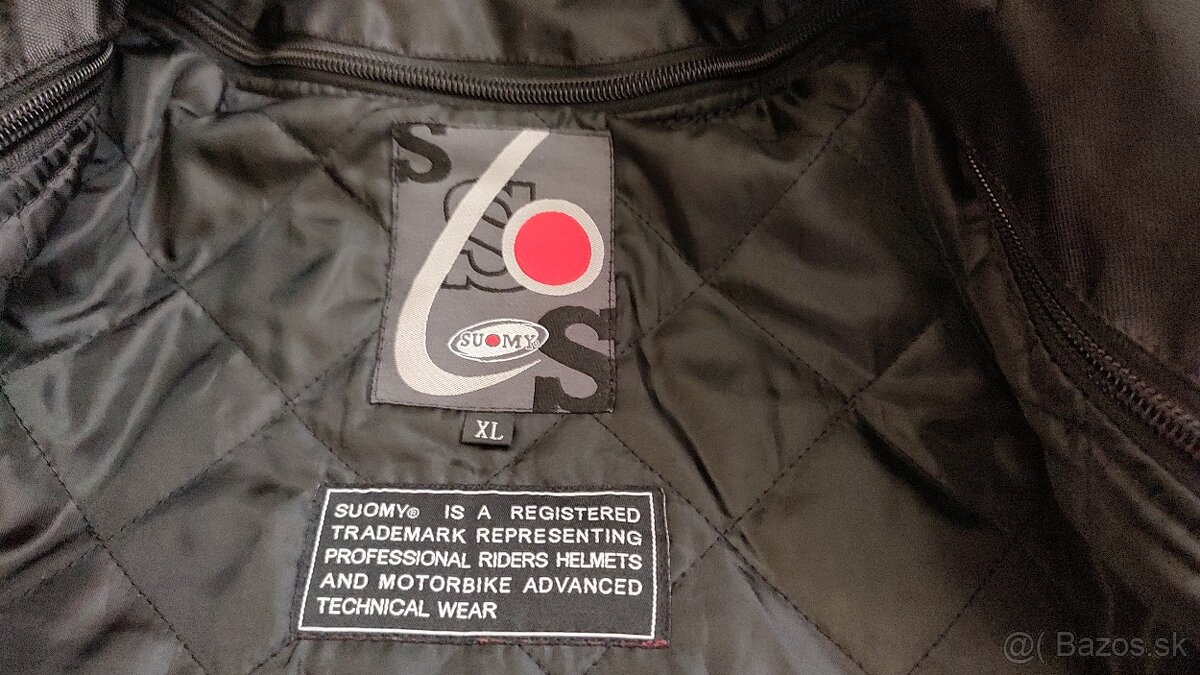 S
S
SUOMY
S
XL
SUOMY® IS A REGISTERED
TRADEMARK REPRESENTING
PROFESSIONAL RIDERS HELMETS
AND MOTORBIKE ADVANCED
TECHNICAL WEAR
@( Bazos.sk